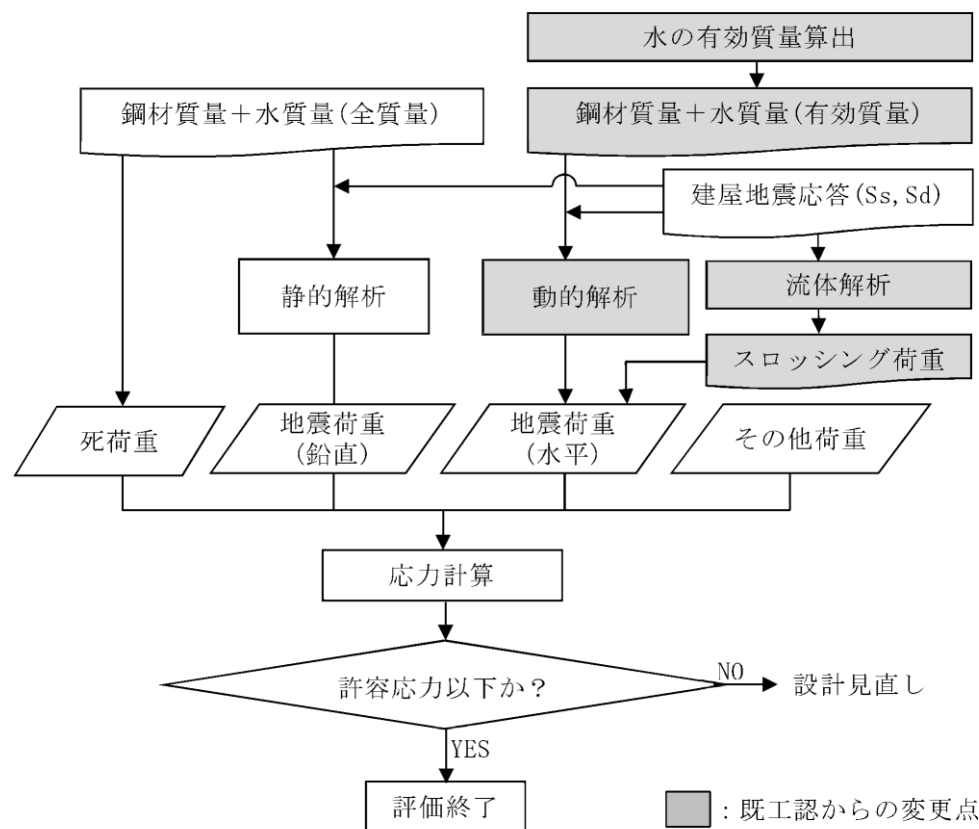 水の有効質量算出
鋼材質量＋水質量(全質量)
鋼材質量＋水質量(有効質量)
建屋地震応答(Ss,Sd)
静的解析
動的解析
流体解析
スロッシング荷重
死荷重
地震荷重
(鉛直)
地震荷重
(水平)
その他荷重
応力計算
許容応力以下か？
NO
設計見直し
YES
評価終了
：既工認からの変更点